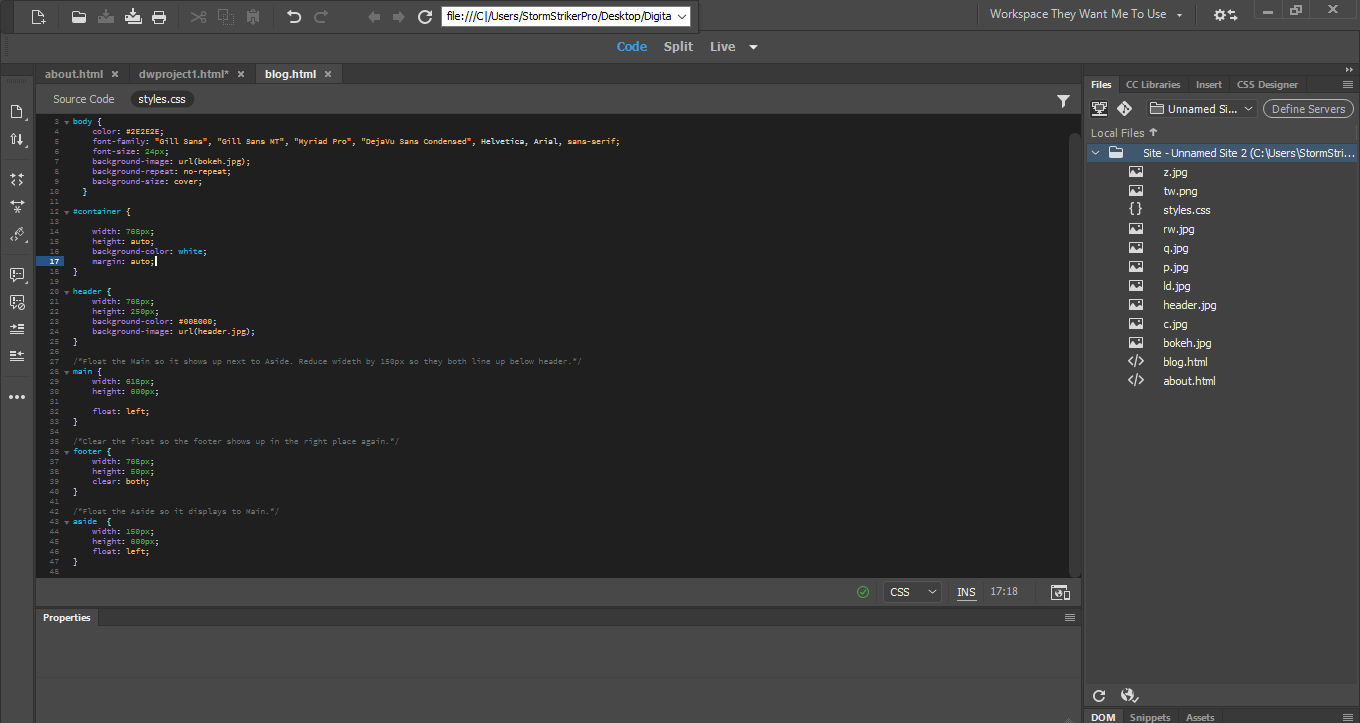 file:///C|/Users/StormStrikerPro/Desktop/Digita
Workspace They Want Me To Use
Code Split Live
about.html dwproject1.html* blog.html
Source Code styles.css
3 body {
4 color: #2E2E2E;
5 font-family: "Gill Sans", "Gill Sans MT", "Myriad Pro", "DejaVu Sans Condensed", Helvetica, Arial, sans-serif;
6 font-size: 24px;
7 background-image: url(bokeh.jpg);
8 background-repeat: no-repeat;
9 background-size: cover;
10 }
11
12 #container {
13
14 width: 768px;
15 height: auto;
16 background-color: white;
17 margin: auto;
18 }
19
20 header {
21 width: 768px;
22 height: 250px;
23 background-color: #008000;
24 background-image: url(header.jpg);
25 }
26
27 /*Float the Main so it shows up next to Aside. Reduce wideth by 150px so they both line up below header.*/
28 main {
29 width: 618px;
30 height: 600px;
31
32 float: left;
33 }
34
35 /*Clear the float so the footer shows up in the right place again.*/
36 footer {
37 width: 768px;
38 height: 50px;
39 clear: both;
40 }
41
42 /*Float the Aside so it displays to Main.*/
43 aside {
44 width: 150px;
45 height: 600px;
46 float: left;
47 }
48
CSS INS 17:18
Properties
Files CC Libraries Insert CSS Designer
Unnamed Si... Define Servers
Local Files
Site - Unnamed Site 2 (C:\Users\StormStri...
z.jpg
tw.png
styles.css
rw.jpg
q.jpg
p.jpg
ld.jpg
header.jpg
c.jpg
bokeh.jpg
blog.html
about.html
DOM Snippets Assets